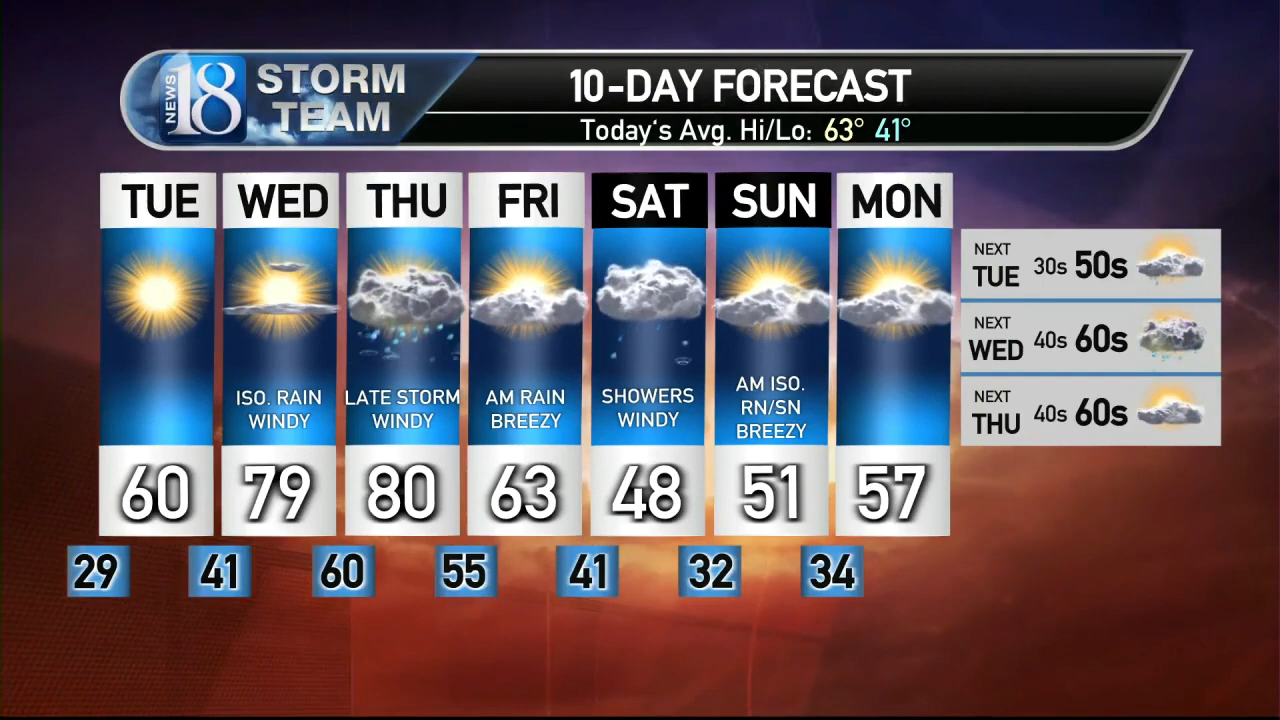 NEWS 18 STORM TEAM
10-DAY FORECAST
Today's Avg. Hi/Lo: 63° 41°
TUE WED THU FRI SAT SUN MON
ISO. RAIN
WINDY
LATE STORM
WINDY
AM RAIN
BREEZY
SHOWERS
WINDY
AM ISO.
RN/SN
BREEZY
60 79 80 63 48 51 57
29 41 60 55 41 32 34
NEXT
TUE 30s 50s
NEXT
WED 40s 60s
NEXT
THU 40s 60s